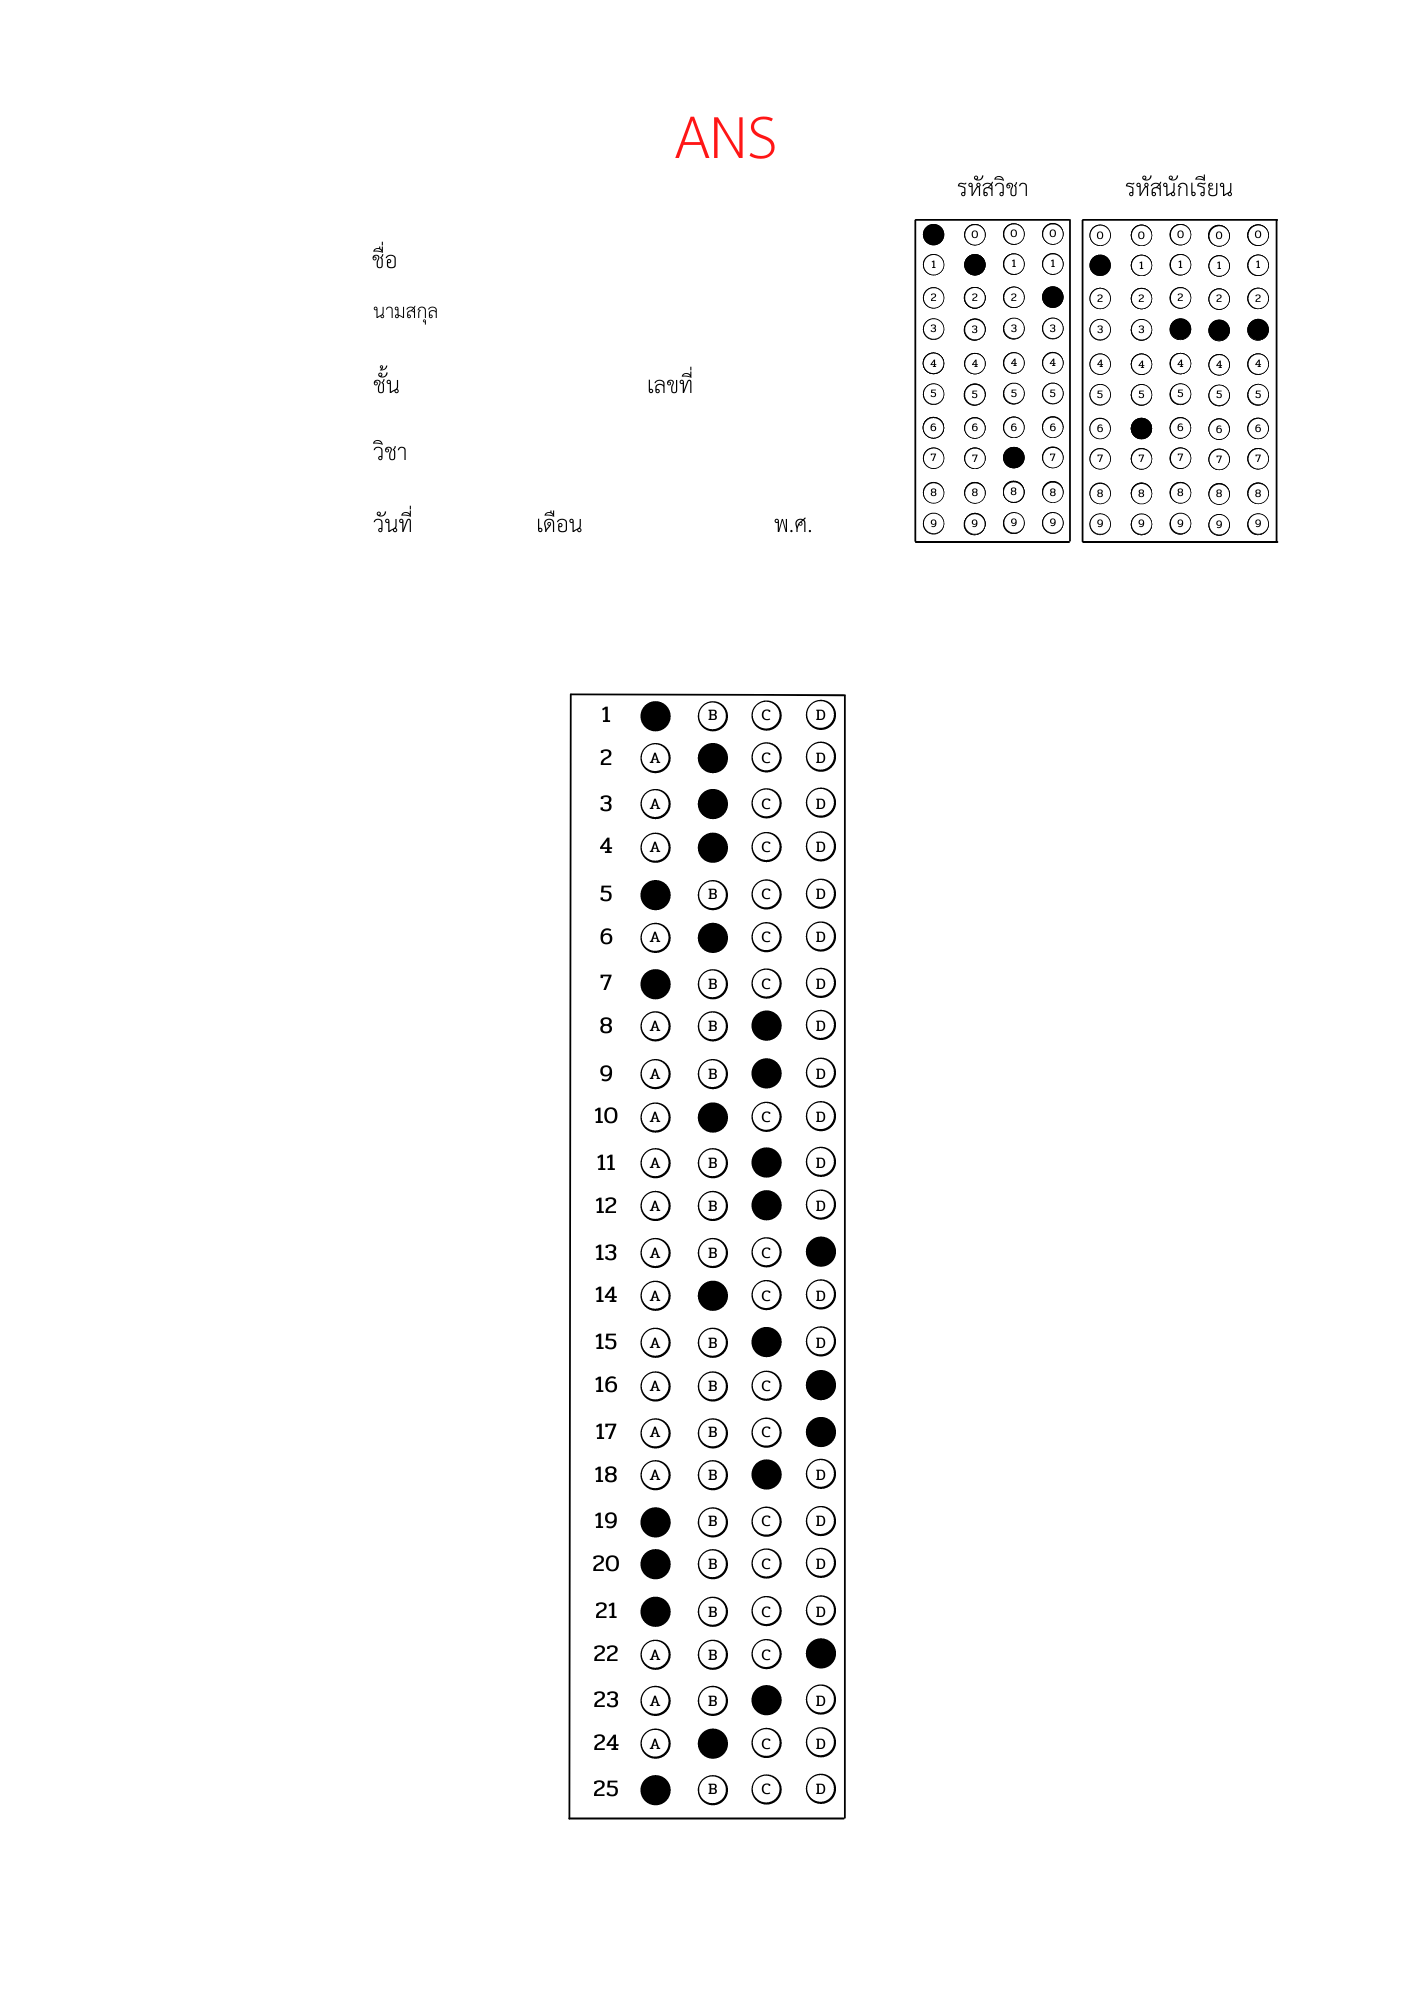 ANS
รหัสวิชา รหัสนักเรียน
ชื่อ
นามสกุล
ชั้น เลขที่
วิชา
วันที่ เดือน พ.ศ.
0 0 0 0 0 0 0 0
1 1 1 1 1 1 1
2 2 2 2 2 2 2 2
3 3 3 3 3 3
4 4 4 4 4 4 4 4 4
5 5 5 5 5 5 5 5 5
6 6 6 6 6 6 6 6
7 7 7 7 7 7 7 7
8 8 8 8 8 8 8 8 8
9 9 9 9 9 9 9 9 9
1 B C D
2 A C D
3 A C D
4 A C D
5 B C D
6 A C D
7 B C D
8 A B D
9 A B D
10 A C D
11 A B D
12 A B D
13 A B C
14 A C D
15 A B D
16 A B C
17 A B C
18 A B D
19 B C D
20 B C D
21 B C D
22 A B C
23 A B D
24 A C D
25 B C D